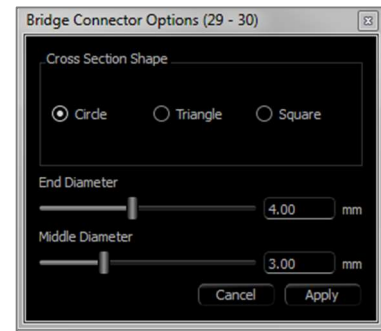 Bridge Connector Options (29 - 30)
Cross Section Shape
Circle Triangle Square
End Diameter
4.00 mm
Middle Diameter
3.00 mm
Cancel Apply